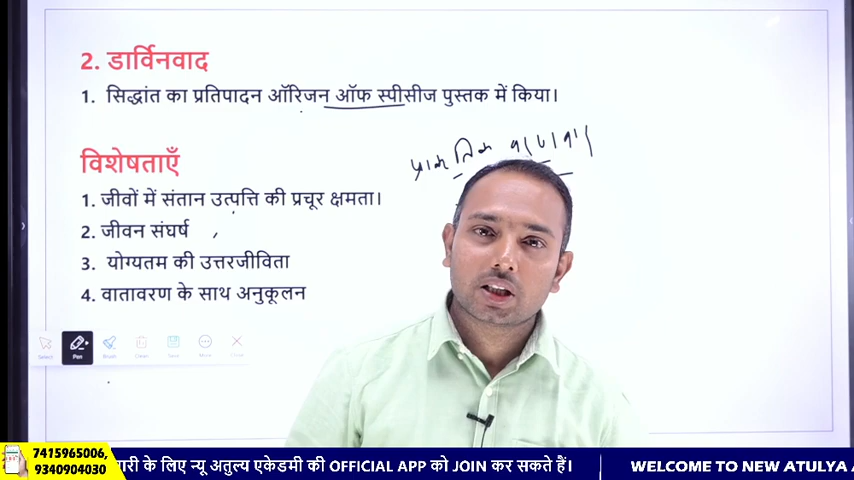 2. डार्विनवाद
1. सिद्धांत का प्रतिपादन ऑरिजन ऑफ स्पीसीज पुस्तक में किया।
विशेषताएँ
1. जीवों में संतान उत्पत्ति की प्रचूर क्षमता।
2. जीवन संघर्ष
3. योग्यतम की उत्तरजीविता
4. वातावरण के साथ अनुकूलन
Select Pen Clean Save More Close
7415965006,
9340904030
के लिए न्यू अतुल्य एकेडमी की OFFICIAL APP को JOIN कर सकते हैं।
WELCOME TO NEW ATULYA